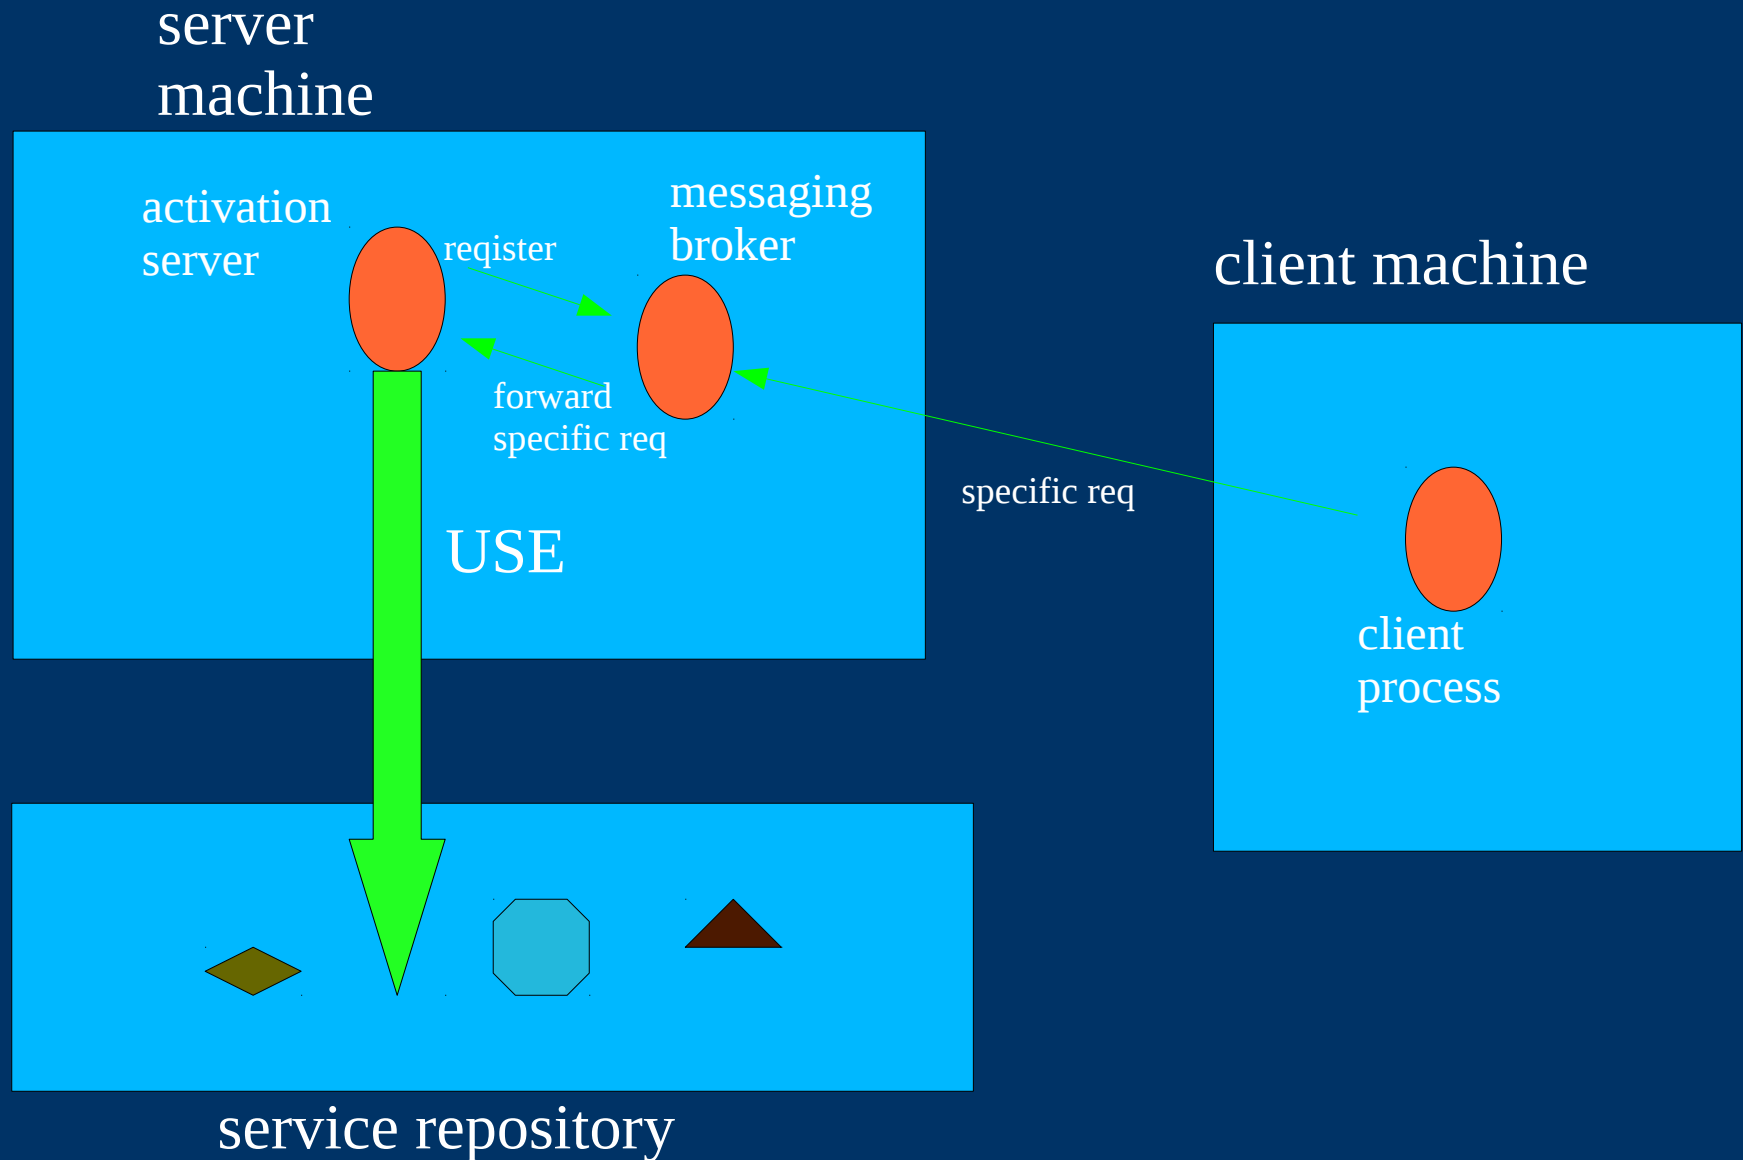 server
machine
activation
server
messaging
broker
reqister
forward
specific req
USE
client machine
specific req
client
process
service repository